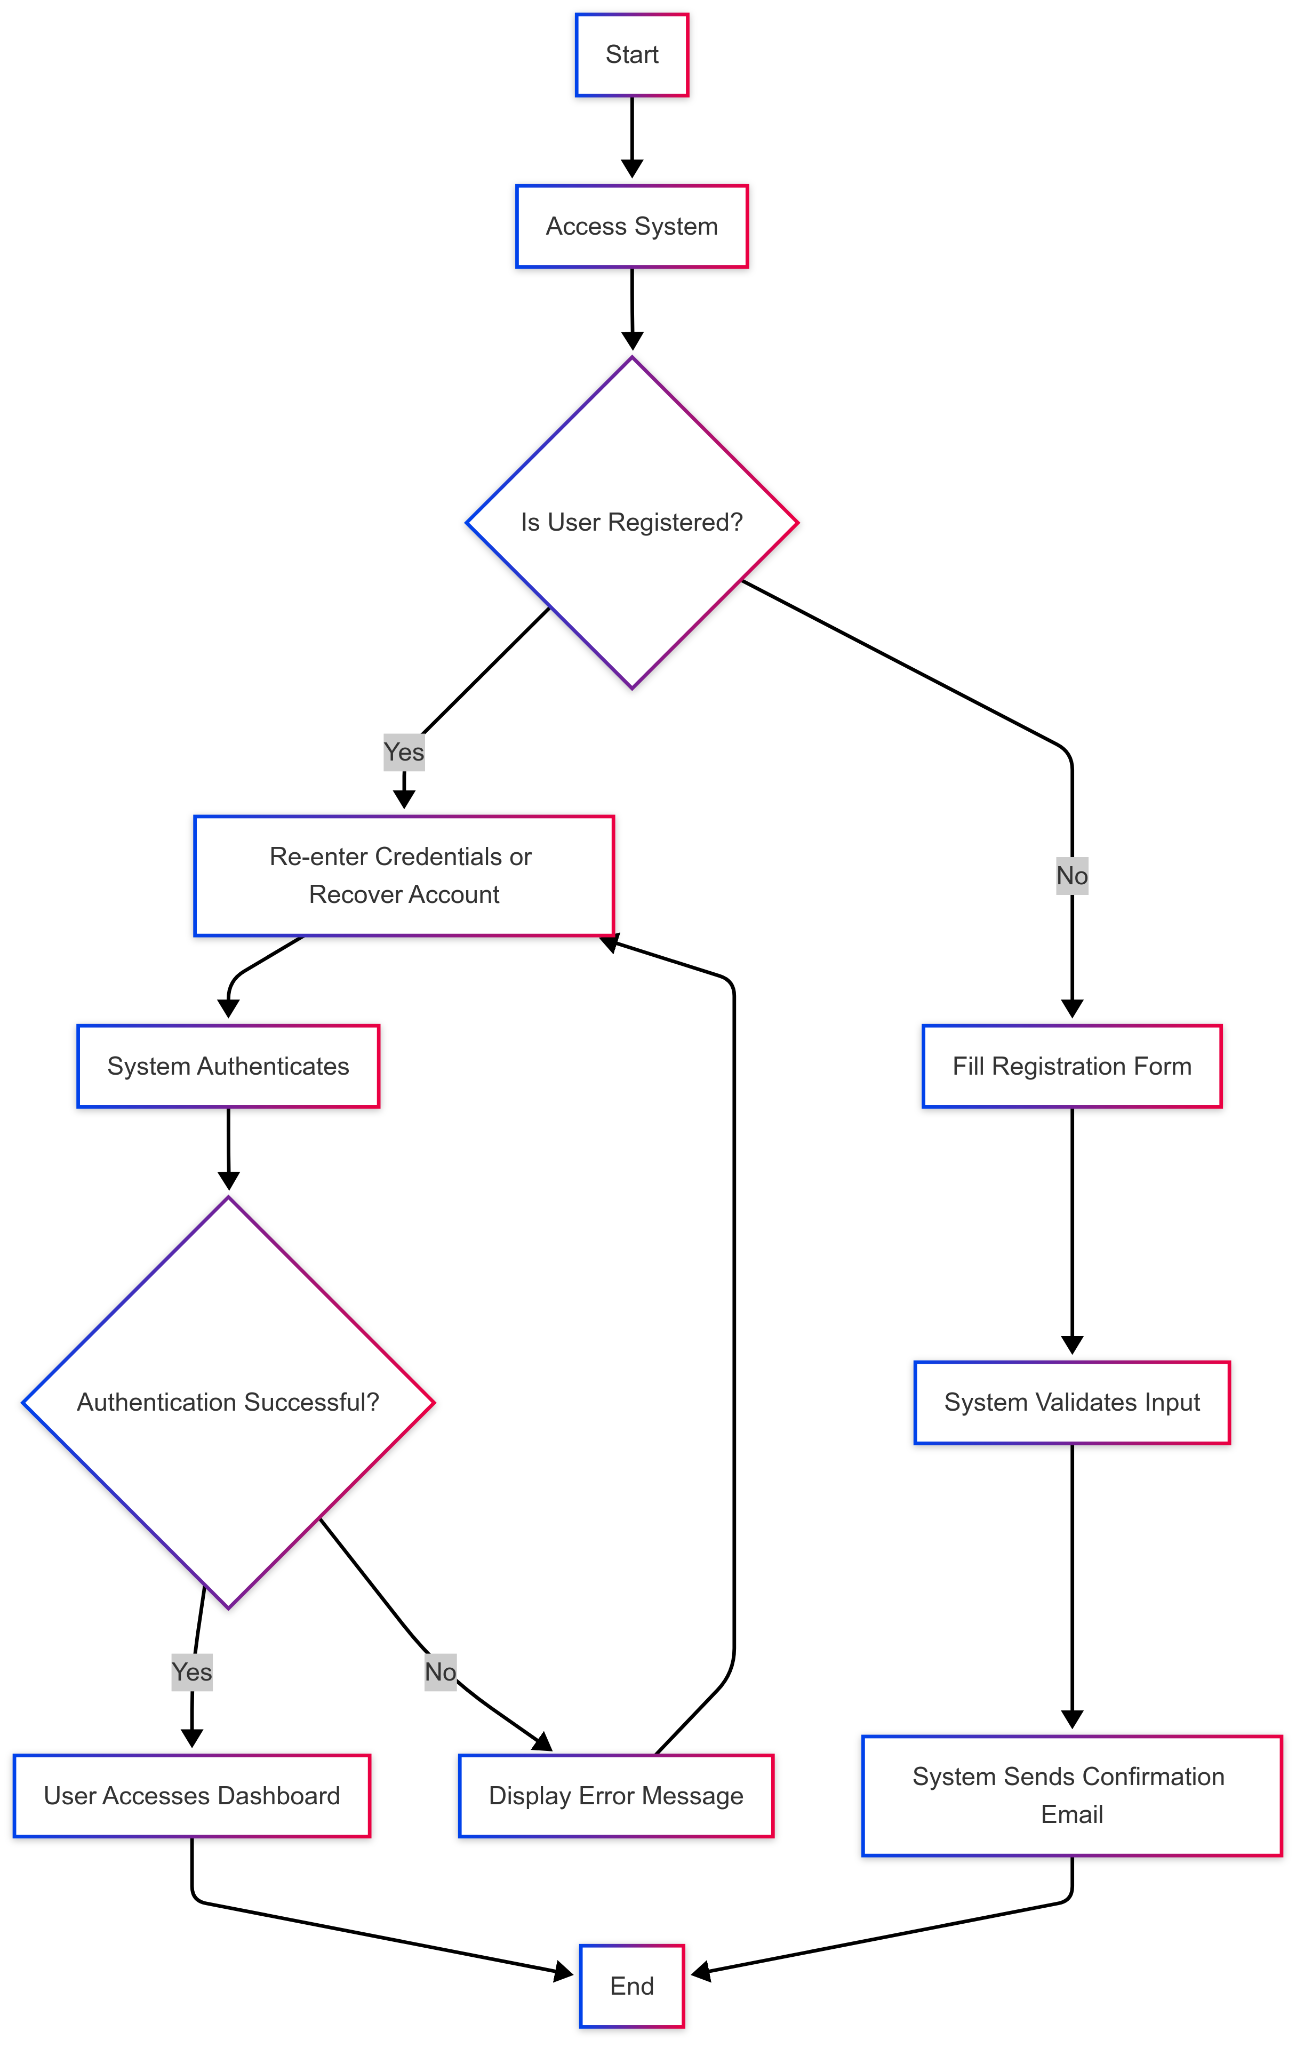 Start
Access System
Is User Registered?
Yes
No
Re-enter Credentials or
Recover Account
System Authenticates
Fill Registration Form
Authentication Successful?
System Validates Input
Yes
No
User Accesses Dashboard
Display Error Message
System Sends Confirmation
Email
End